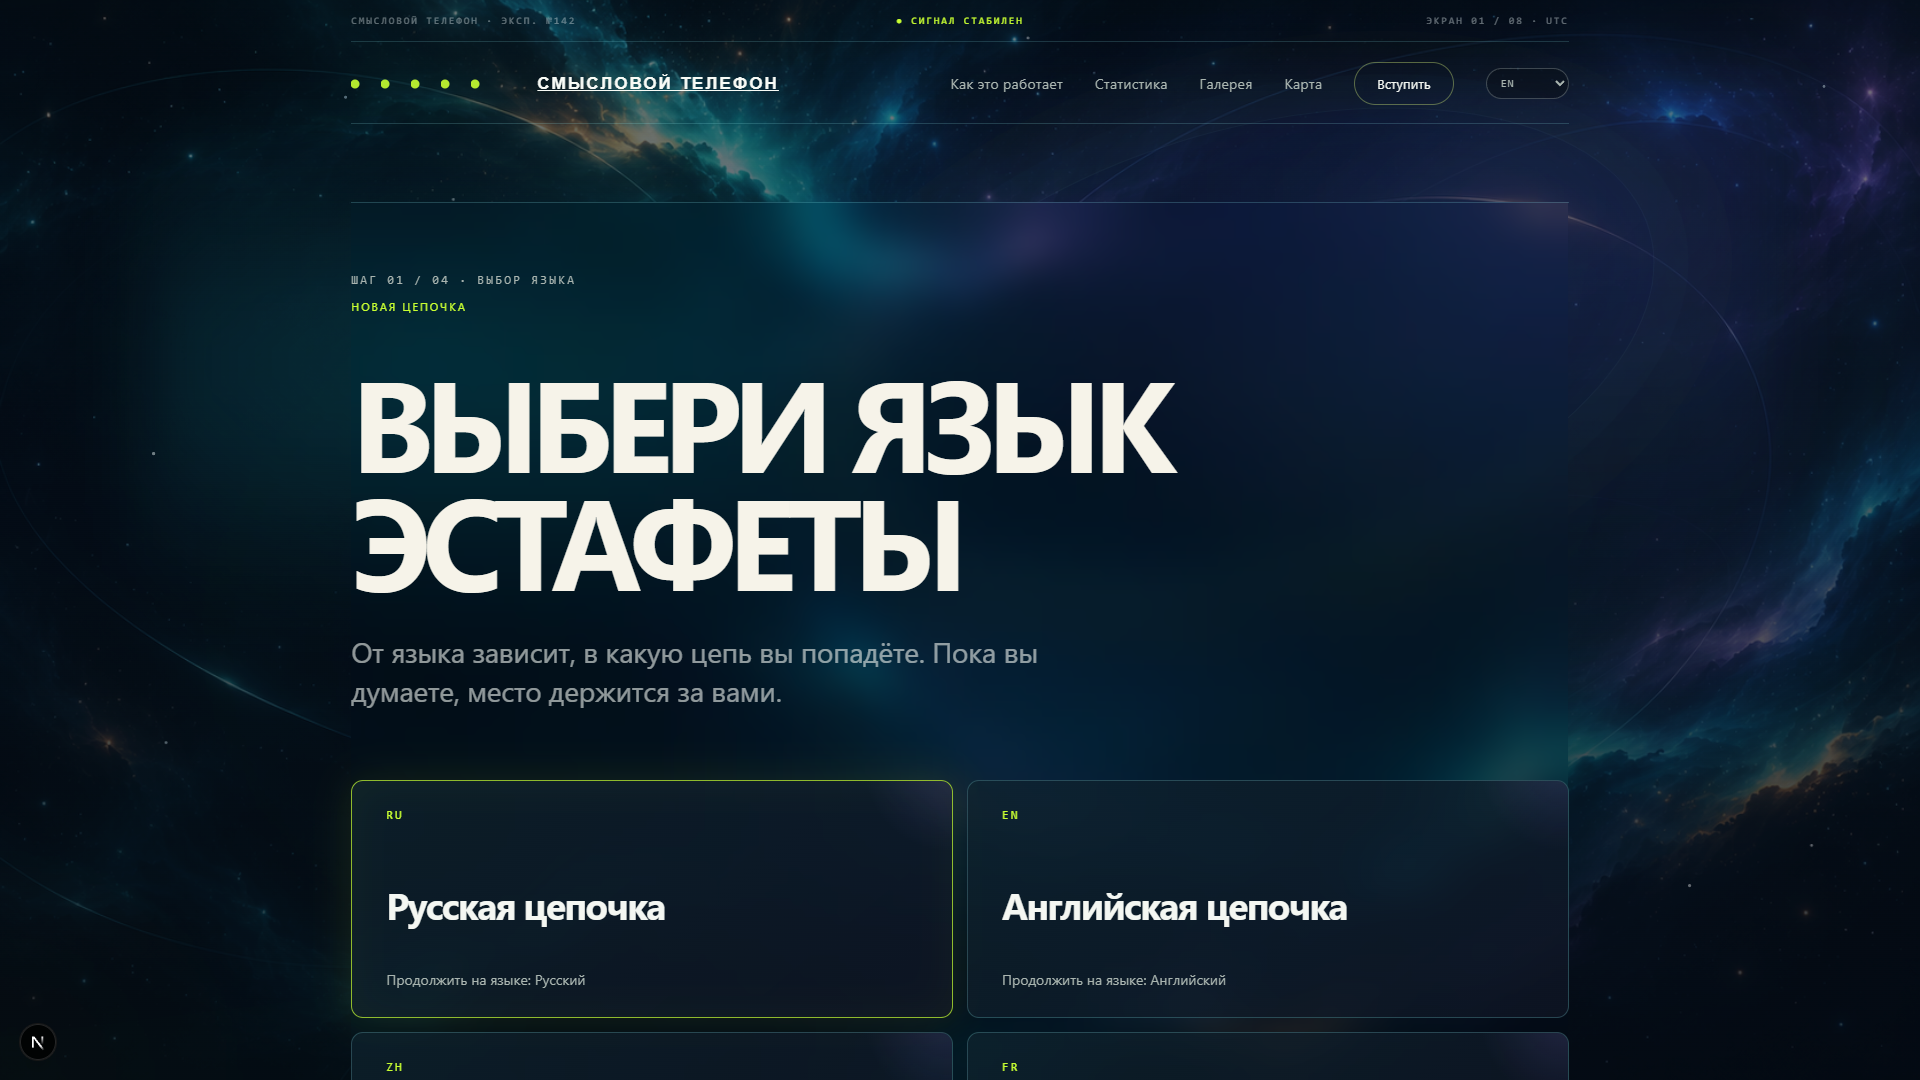 СМЫСЛОВОЙ ТЕЛЕФОН · ЭКСП. №142
СИГНАЛ СТАБИЛЕН
ЭКРАН 01 / 08 · UTC
СМЫСЛОВОЙ ТЕЛЕФОН
Как это работает
Статистика
Галерея
Карта
Вступить
EN
ШАГ 01 / 04 · ВЫБОР ЯЗЫКА
НОВАЯ ЦЕПОЧКА
ВЫБЕРИ ЯЗЫК
ЭСТАФЕТЫ
От языка зависит, в какую цепь вы попадёте. Пока вы
думаете, место держится за вами.
RU
Русская цепочка
Продолжить на языке: Русский
EN
Английская цепочка
Продолжить на языке: Английский
ZH
FR
N